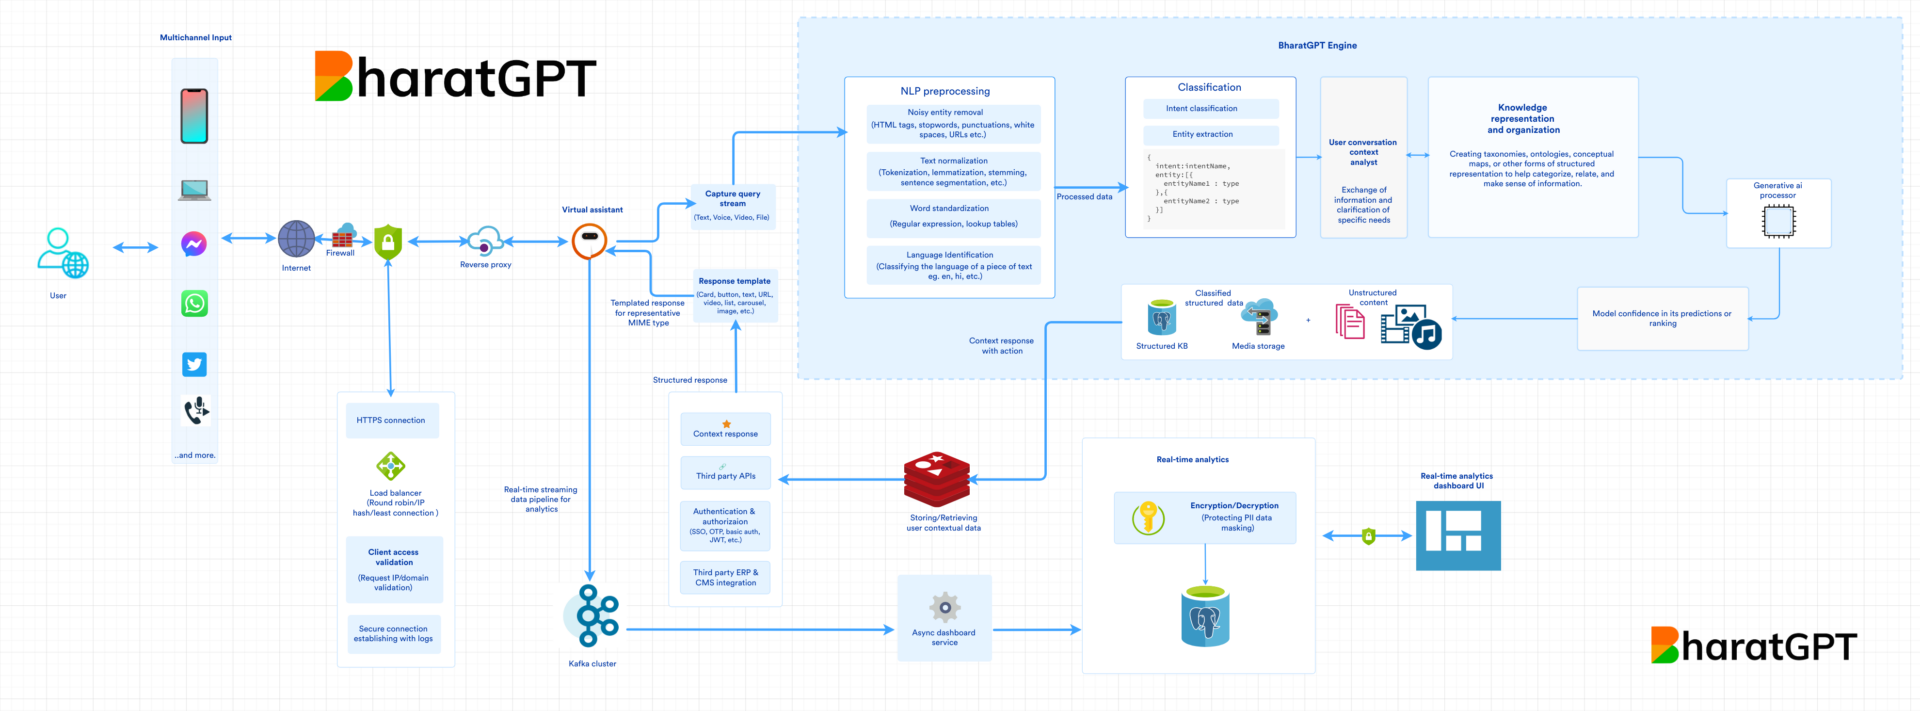 Multichannel Input
BharatGPT
..and more.
User
Internet
Firewall
Reverse proxy
Virtual assistant
HTTPS connection
Load balancer
(Round robin/IP
hash/least connection )
Client access
validation
(Request IP/domain
validation)
Secure connection
establishing with logs
Capture query
stream
(Text, Voice, Video, File)
Response template
(Card, button, text, URL,
video, list, carousel,
image, etc.)
Templated response
for representative
MIME type
Structured response
Context response
Third party APIs
Authentication &
authorizaion
(SSO, OTP, basic auth,
JWT, etc.)
Third party ERP &
CMS integration
Real-time streaming
data pipeline for
analytics
Kafka cluster
BharatGPT Engine
NLP preprocessing
Noisy entity removal
(HTML tags, stopwords, punctuations, white
spaces, URLs etc.)
Text normalization
(Tokenization, lemmatization, stemming,
sentence segmentation, etc.)
Word standardization
(Regular expression, lookup tables)
Language Identification
(Classifying the language of a piece of text
eg. en, hi, etc.)
Processed data
Classification
Intent classification
Entity extraction
{
intent:intentName,
entity:[{
entityName1 : type
},{
entityName2 : type
}]
}
User conversation
context
analyst
Exchange of
information and
clarification of
specific needs
Knowledge
representation
and organization
Creating taxonomies, ontologies, conceptual
maps, or other forms of structured
representation to help categorize, relate, and
make sense of information.
Generative ai
processor
Model confidence in its predictions or
ranking
Classified
structured data
Structured KB
Media storage
+
Unstructured
content
Context response
with action
Storing/Retrieving
user contextual data
Async dashboard
service
Real-time analytics
Encryption/Decryption
(Protecting PII data
masking)
Real-time analytics
dashboard UI
BharatGPT